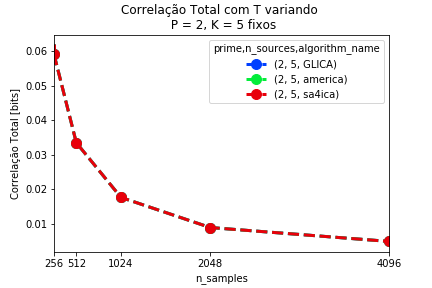 Correlação Total com T variando
P = 2, K = 5 fixos
Correlação Total [bits]
0.06
0.05
0.04
0.03
0.02
0.01
prime,n_sources,algorithm_name
(2, 5, GLICA)
(2, 5, america)
(2, 5, sa4ica)
256 512 1024 2048 4096
n_samples